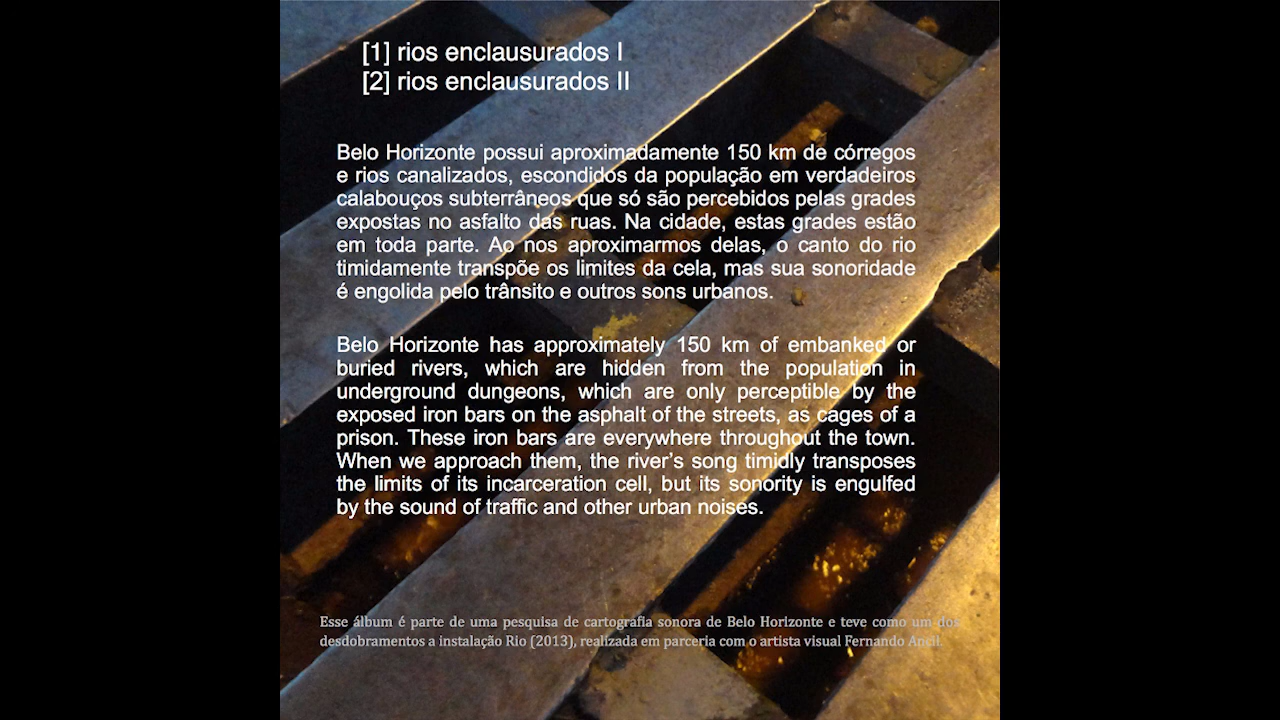 [1] rios enclausurados I
[2] rios enclausurados II
Belo Horizonte possui aproximadamente 150 km de córregos
e rios canalizados, escondidos da população em verdadeiros
calabouços subterrâneos que só são percebidos pelas grades
expostas no asfalto das ruas. Na cidade, estas grades estão
em toda parte. Ao nos aproximarmos delas, o canto do rio
timidamente transpõe os limites da cela, mas sua sonoridade
é engolida pelo trânsito e outros sons urbanos.
Belo Horizonte has approximately 150 km of embanked or
buried rivers, which are hidden from the population in
underground dungeons, which are only perceptible by the
exposed iron bars on the asphalt of the streets, as cages of a
prison. These iron bars are everywhere throughout the town.
When we approach them, the river’s song timidly transposes
the limits of its incarceration cell, but its sonority is engulfed
by the sound of traffic and other urban noises.
Esse álbum é parte de uma pesquisa de cartografia sonora de Belo Horizonte e teve como um dos
desdobramentos a instalação Rio (2013), realizada em parceria com o artista visual Fernando Ancil.